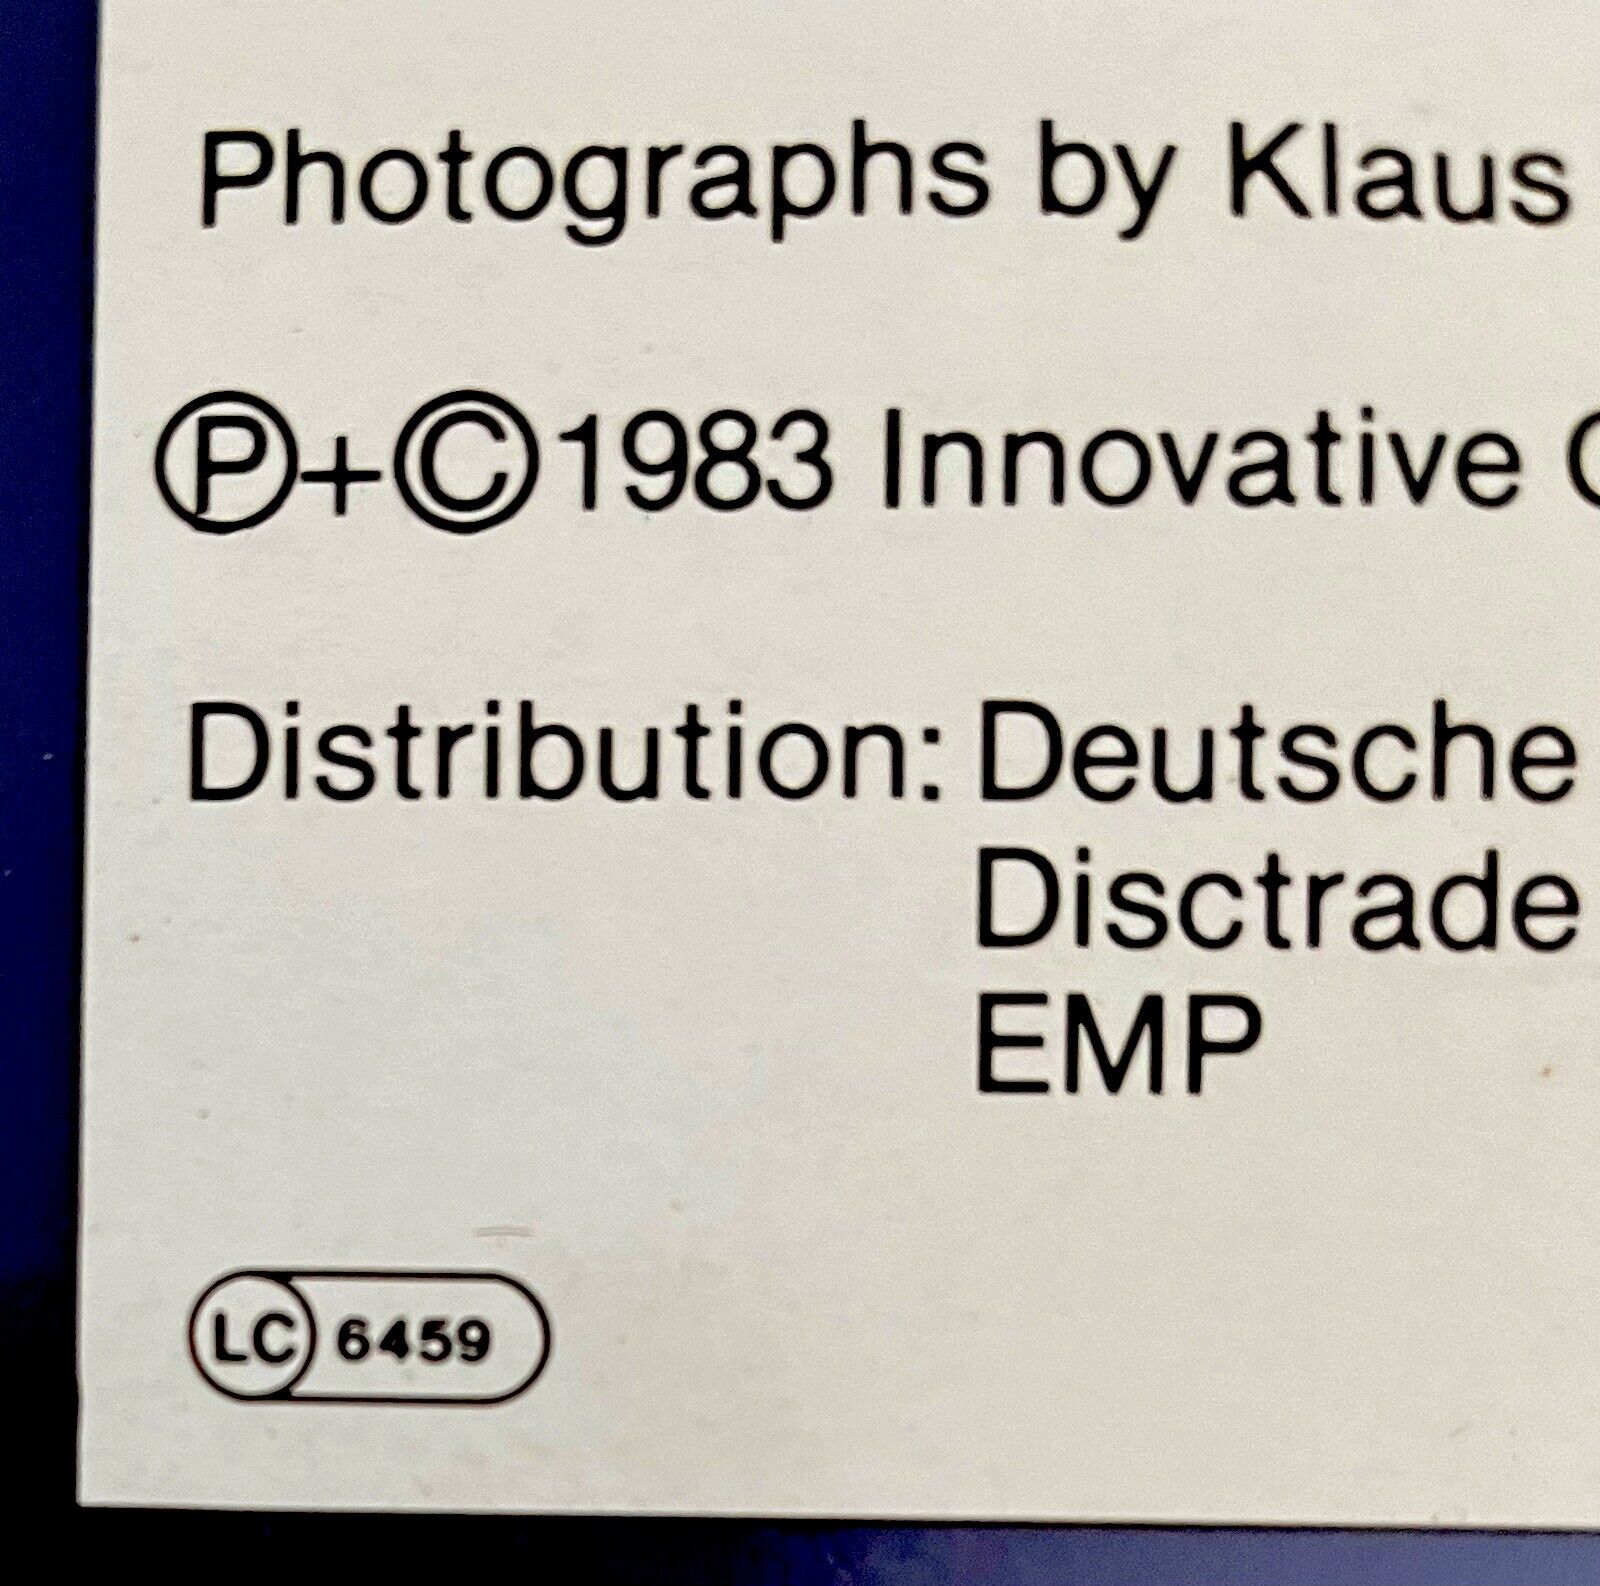 Photographs by Klaus
Ⓟ+©1983 Innovative
Distribution: Deutsche
Disctrade
EMP
LC 6459